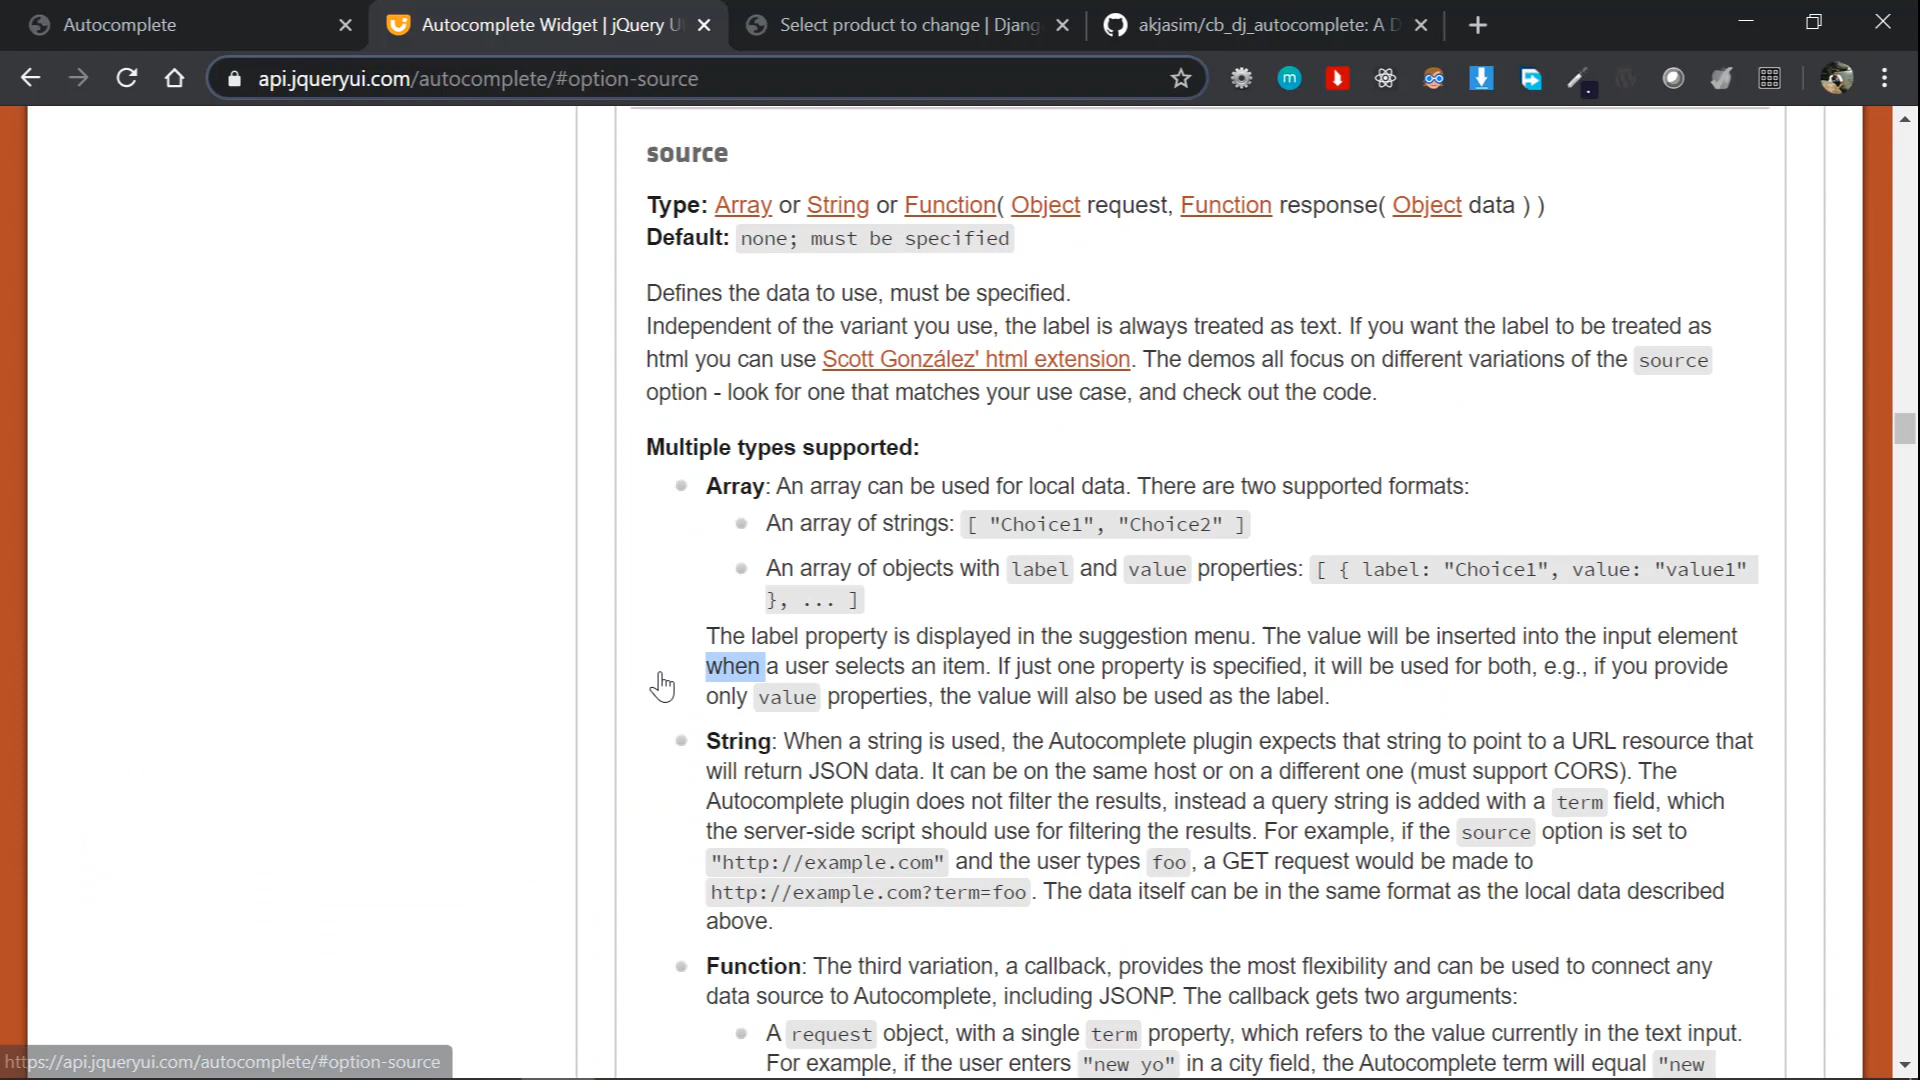 Autocomplete
Autocomplete Widget | jQuery U
Select product to change | Djang
akjasim/cb_dj_autocomplete: A D
api.jqueryui.com/autocomplete/#option-source
source
Type: Array or String or Function( Object request, Function response( Object data ) )
Default: none; must be specified
Defines the data to use, must be specified.
Independent of the variant you use, the label is always treated as text. If you want the label to be treated as
html you can use Scott González' html extension. The demos all focus on different variations of the source
option - look for one that matches your use case, and check out the code.
Multiple types supported:
Array: An array can be used for local data. There are two supported formats:
An array of strings: [ "Choice1", "Choice2" ]
An array of objects with label and value properties: [ { label: "Choice1", value: "value1"
}, ... ]
The label property is displayed in the suggestion menu. The value will be inserted into the input element
when a user selects an item. If just one property is specified, it will be used for both, e.g., if you provide
only value properties, the value will also be used as the label.
String: When a string is used, the Autocomplete plugin expects that string to point to a URL resource that
will return JSON data. It can be on the same host or on a different one (must support CORS). The
Autocomplete plugin does not filter the results, instead a query string is added with a term field, which
the server-side script should use for filtering the results. For example, if the source option is set to
"http://example.com" and the user types foo, a GET request would be made to
http://example.com?term=foo. The data itself can be in the same format as the local data described
above.
Function: The third variation, a callback, provides the most flexibility and can be used to connect any
data source to Autocomplete, including JSONP. The callback gets two arguments:
A request object, with a single term property, which refers to the value currently in the text input.
For example, if the user enters "new yo" in a city field, the Autocomplete term will equal "new
https://api.jqueryui.com/autocomplete/#option-source